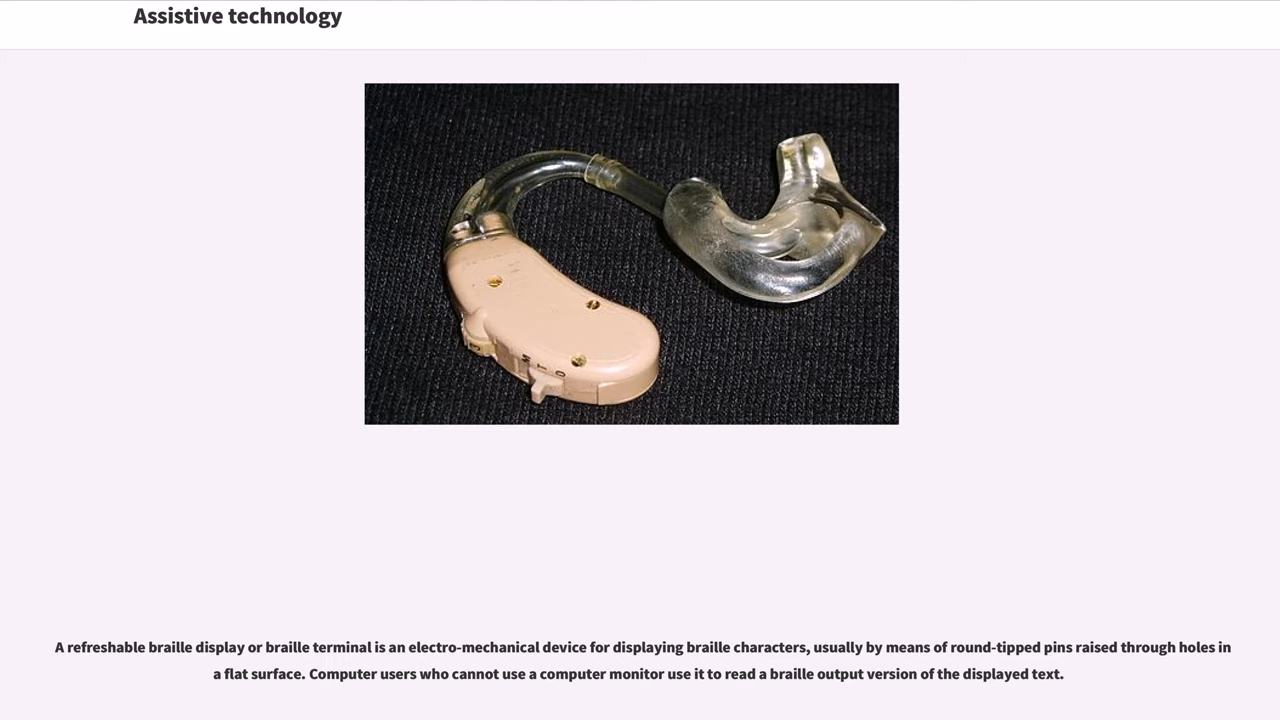 Assistive technology
M T O
A refreshable braille display or braille terminal is an electro-mechanical device for displaying braille characters, usually by means of round-tipped pins raised through holes in
a flat surface. Computer users who cannot use a computer monitor use it to read a braille output version of the displayed text.